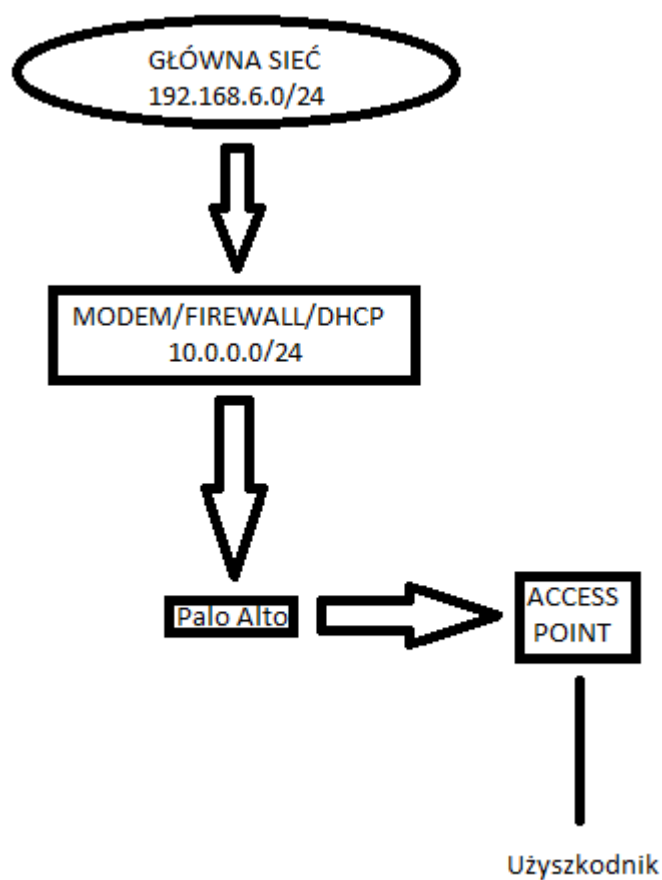 GŁÓWNA SIEĆ
192.168.6.0/24
MODEM/FIREWALL/DHCP
10.0.0.0/24
Palo Alto
ACCESS
POINT
Użyszkodnik